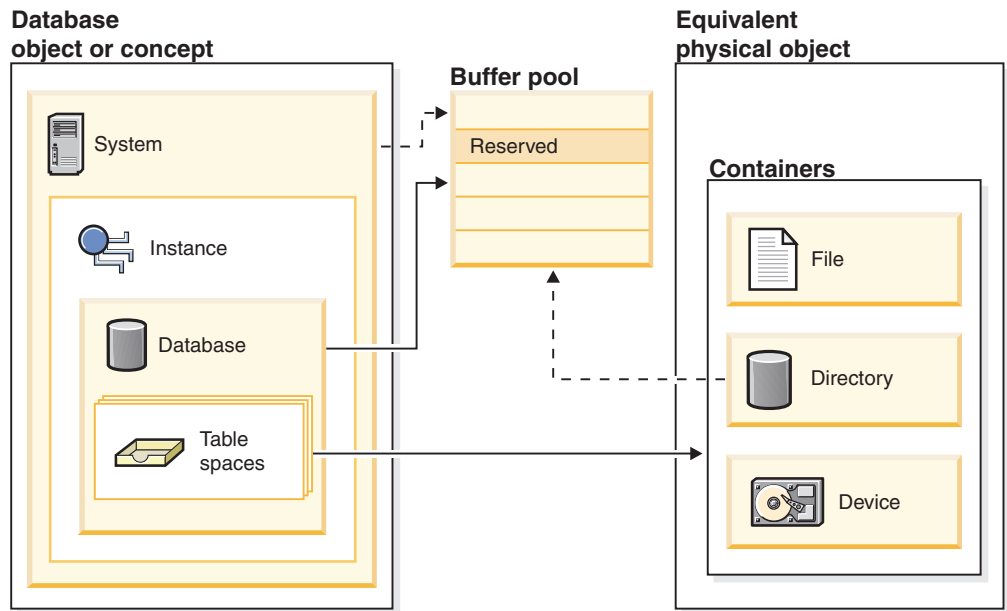 Database
object or concept
System
Instance
Database
Table
spaces
Buffer pool
Reserved
Equivalent
physical object
Containers
File
Directory
Device